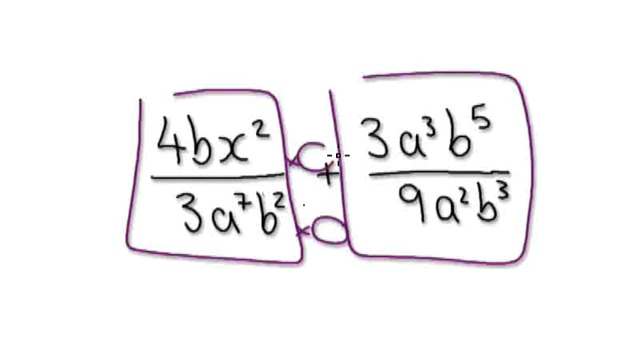 4bx² / 3a⁷b² + 3a³b⁵ / 9a²b³